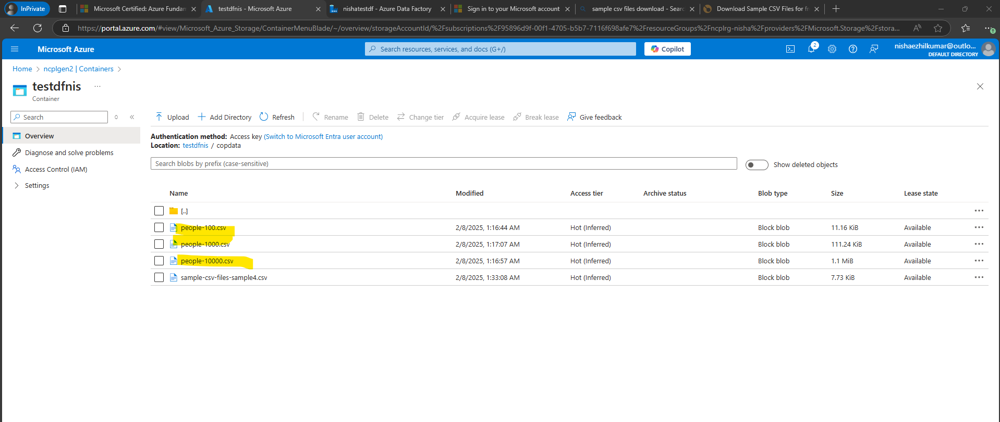 InPrivate
Microsoft Certified: Azure Fundar
testdfnis - Microsoft Azure
nishatestdf - Azure Data Factory
Sign in to your Microsoft account
sample csv files download - Searc
Download Sample CSV Files for fr
https://portal.azure.com/#view/Microsoft_Azure_Storage/ContainerMenuBlade/~/overview/storageAccountId/%2Fsubscriptions%2F95896d9f-00f1-4705-b5b7-7116f698afe7%2FresourceGroups%2Fncplrg-nisha%2Fproviders%2FMicrosoft.Storage%2Fstora...
Microsoft Azure
Search resources, services, and docs (G+/)
Copilot
2
nishaezhilkumar@outlo...
DEFAULT DIRECTORY
Home > ncplgen2 | Containers >
testdfnis ...
Container
Search
Overview
Diagnose and solve problems
Access Control (IAM)
Settings
Upload Add Directory Refresh Rename Delete Change tier Acquire lease Break lease Give feedback
Authentication method: Access key (Switch to Microsoft Entra user account)
Location: testdfnis / copdata
Search blobs by prefix (case-sensitive)
Show deleted objects
Name Modified Access tier Archive status Blob type Size Lease state
[..]
people-100.csv 2/8/2025, 1:16:44 AM Hot (Inferred) Block blob 11.16 KiB Available
people-1000.csv 2/8/2025, 1:17:07 AM Hot (Inferred) Block blob 111.24 KiB Available
people-10000.csv 2/8/2025, 1:16:57 AM Hot (Inferred) Block blob 1.1 MiB Available
sample-csv-files-sample4.csv 2/8/2025, 1:33:08 AM Hot (Inferred) Block blob 7.73 KiB Available